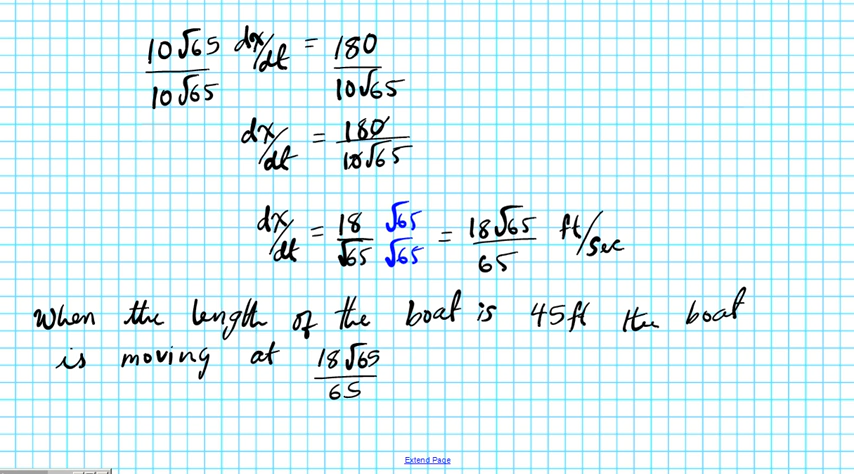 10√65/10√65 dx/dt = 180/10√65
dx/dt = 180/10√65
dx/dt = 18/√65 √65/√65 = 18√65/65 ft/sec
When the length of the boat is 45ft the boat
is moving at 18√65/65
Extend Page